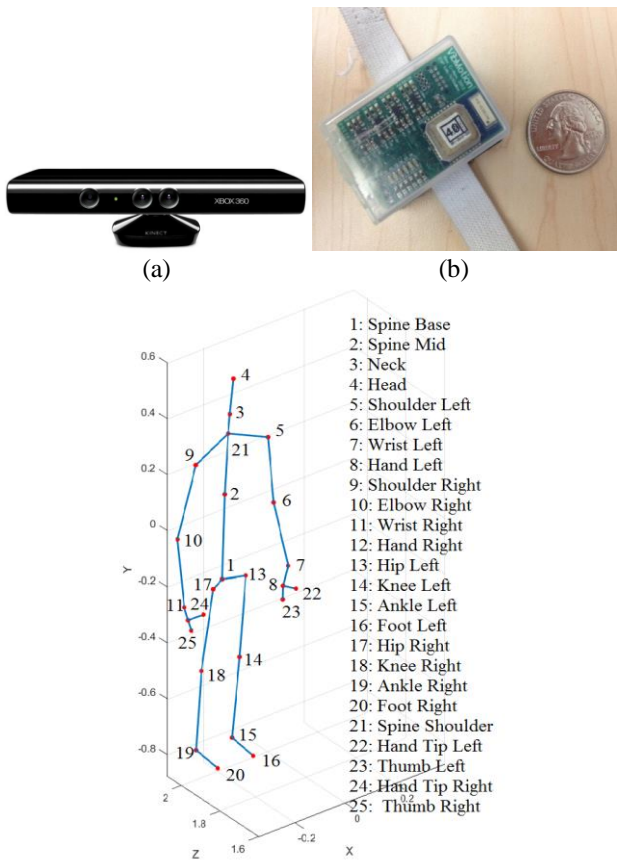 XBOX 360
KINECT
VBMotion
4.0
LIBERTY
(a)
(b)
1: Spine Base
2: Spine Mid
3: Neck
4: Head
5: Shoulder Left
6: Elbow Left
7: Wrist Left
8: Hand Left
9: Shoulder Right
10: Elbow Right
11: Wrist Right
12: Hand Right
13: Hip Left
14: Knee Left
15: Ankle Left
16: Foot Left
17: Hip Right
18: Knee Right
19: Ankle Right
20: Foot Right
21: Spine Shoulder
22: Hand Tip Left
23: Thumb Left
24: Hand Tip Right
25: Thumb Right
0.6
0.4
0.2
0
-0.2
-0.4
-0.6
-0.8
Y
2
1.8
1.6
Z
-0.2
0
0.2
X
4
3
5
21
9
2
6
10
1
13
7
17
8
22
11
24
23
25
14
18
15
19
16
20